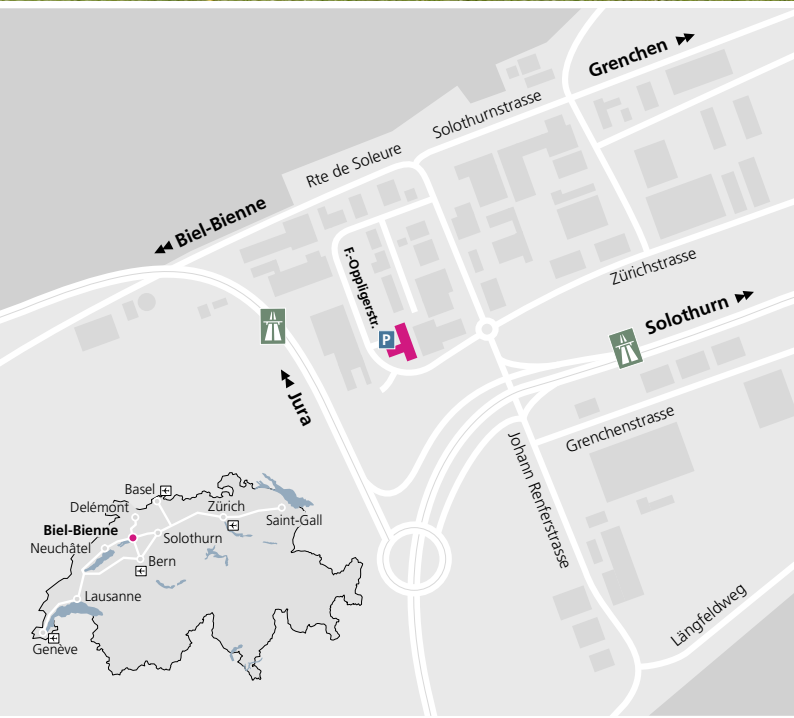 Grenchen
Solothurnstrasse
Rte de Soleure
Biel-Bienne
F.-Oppligerstr.
Zürichstrasse
Solothurn
P
Jura
Grenchenstrasse
Johann Renferstrasse
Längfeldweg
Basel
Delémont
Zürich
Saint-Gall
Biel-Bienne
Solothurn
Neuchâtel
Bern
Lausanne
Genève